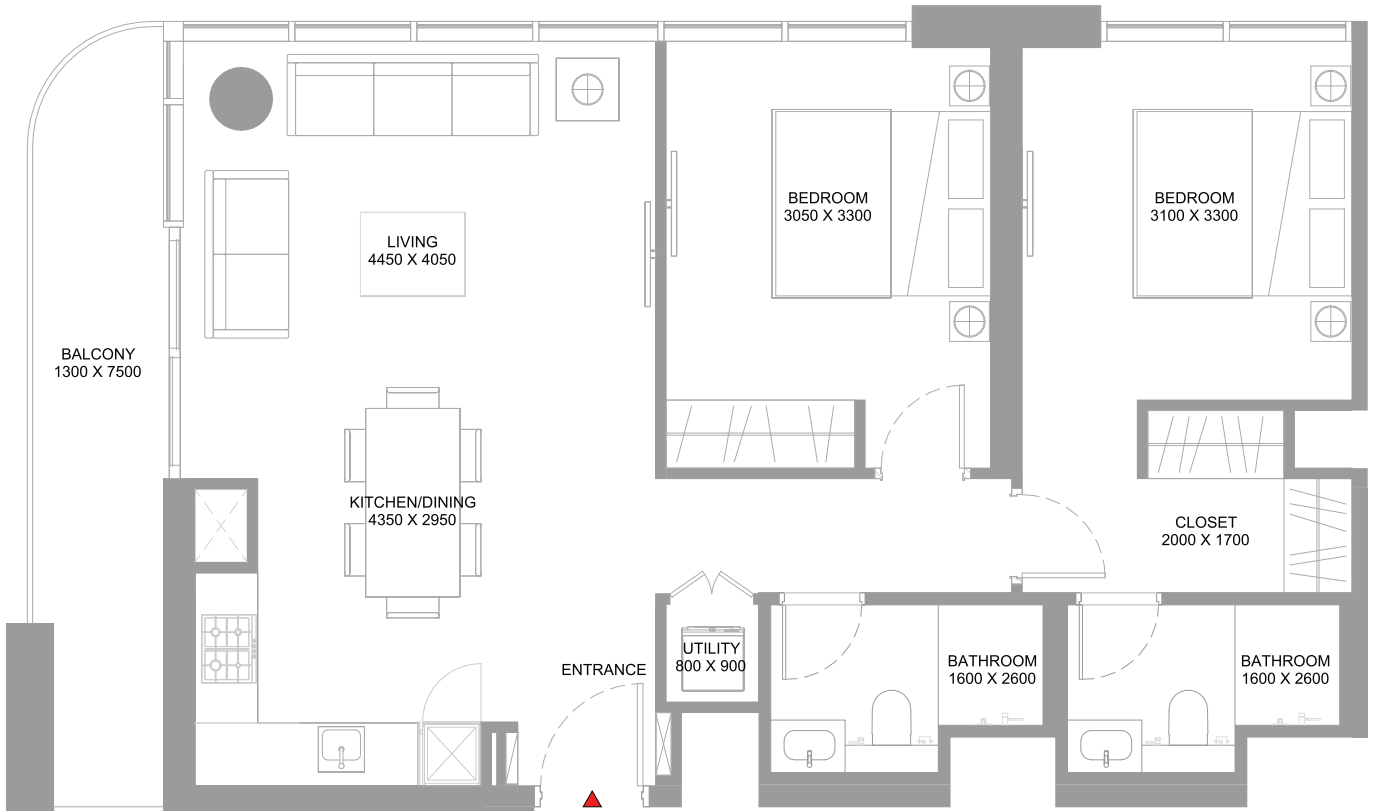 BEDROOM
3050 X 3300
BEDROOM
3100 X 3300
LIVING
4450 X 4050
BALCONY
1300 X 7500
KITCHEN/DINING
4350 X 2950
CLOSET
2000 X 1700
ENTRANCE
UTILITY
800 X 900
BATHROOM
1600 X 2600
BATHROOM
1600 X 2600